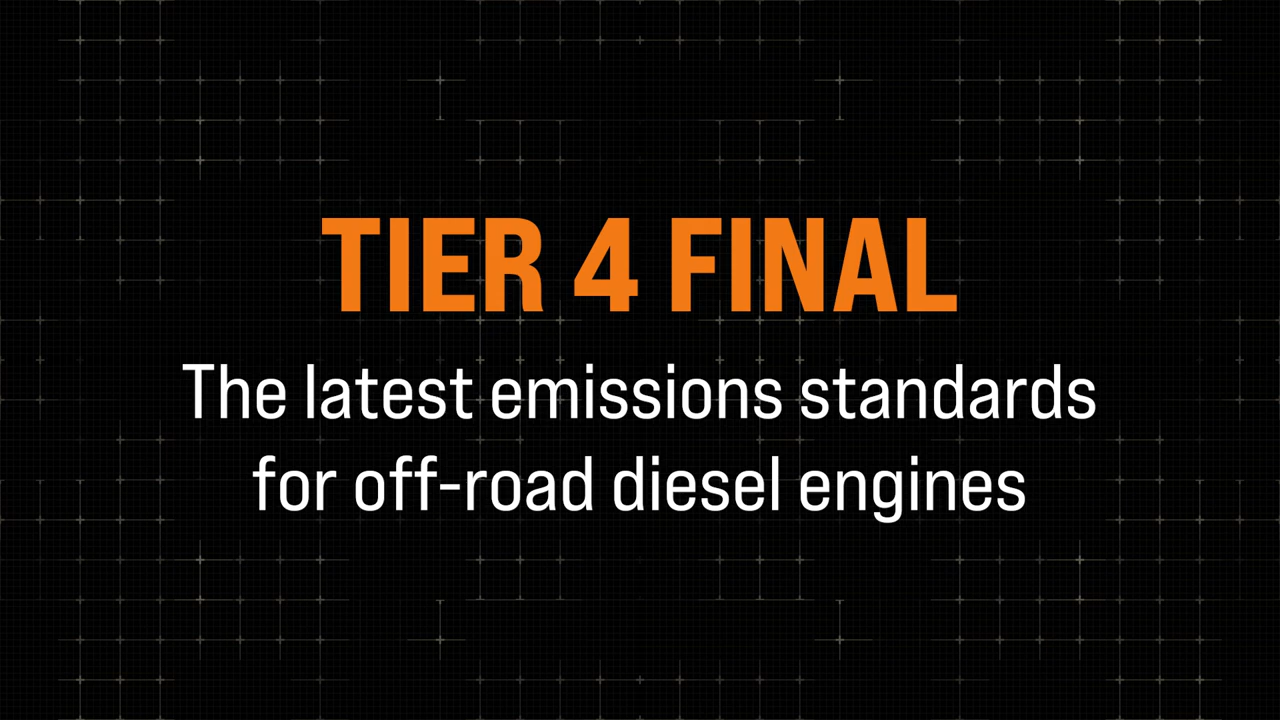 TIER 4 FINAL
The latest emissions standards
for off-road diesel engines